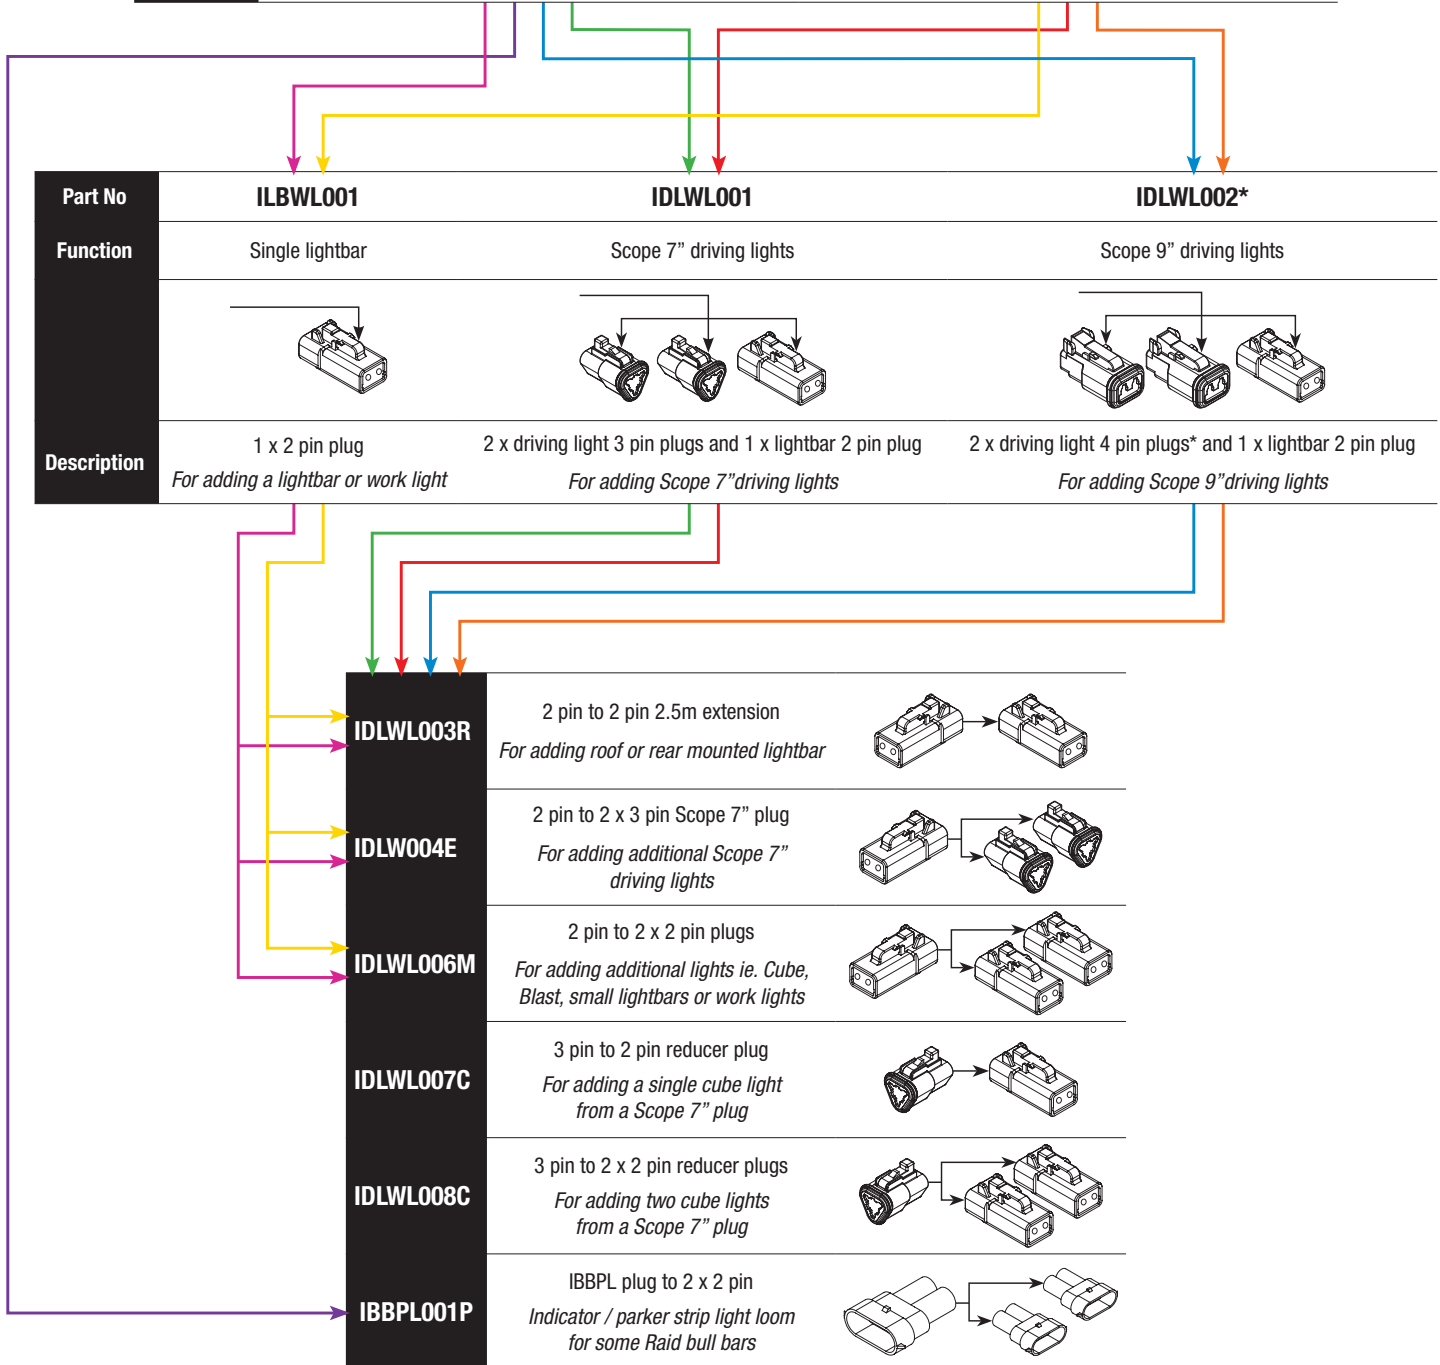 Part No ILBWL001 IDLWL001 IDLWL002*
Function Single lightbar Scope 7” driving lights Scope 9” driving lights
Description
1 x 2 pin plug
For adding a lightbar or work light
2 x driving light 3 pin plugs and 1 x lightbar 2 pin plug
For adding Scope 7”driving lights
2 x driving light 4 pin plugs* and 1 x lightbar 2 pin plug
For adding Scope 9”driving lights
IDLWL003R
2 pin to 2 pin 2.5m extension
For adding roof or rear mounted lightbar
IDLW004E
2 pin to 2 x 3 pin Scope 7” plug
For adding additional Scope 7”
driving lights
IDLWL006M
2 pin to 2 x 2 pin plugs
For adding additional lights ie. Cube,
Blast, small lightbars or work lights
IDLWL007C
3 pin to 2 pin reducer plug
For adding a single cube light
from a Scope 7” plug
IDLWL008C
3 pin to 2 x 2 pin reducer plugs
For adding two cube lights
from a Scope 7” plug
IBBPL001P
IBBPL plug to 2 x 2 pin
Indicator / parker strip light loom
for some Raid bull bars